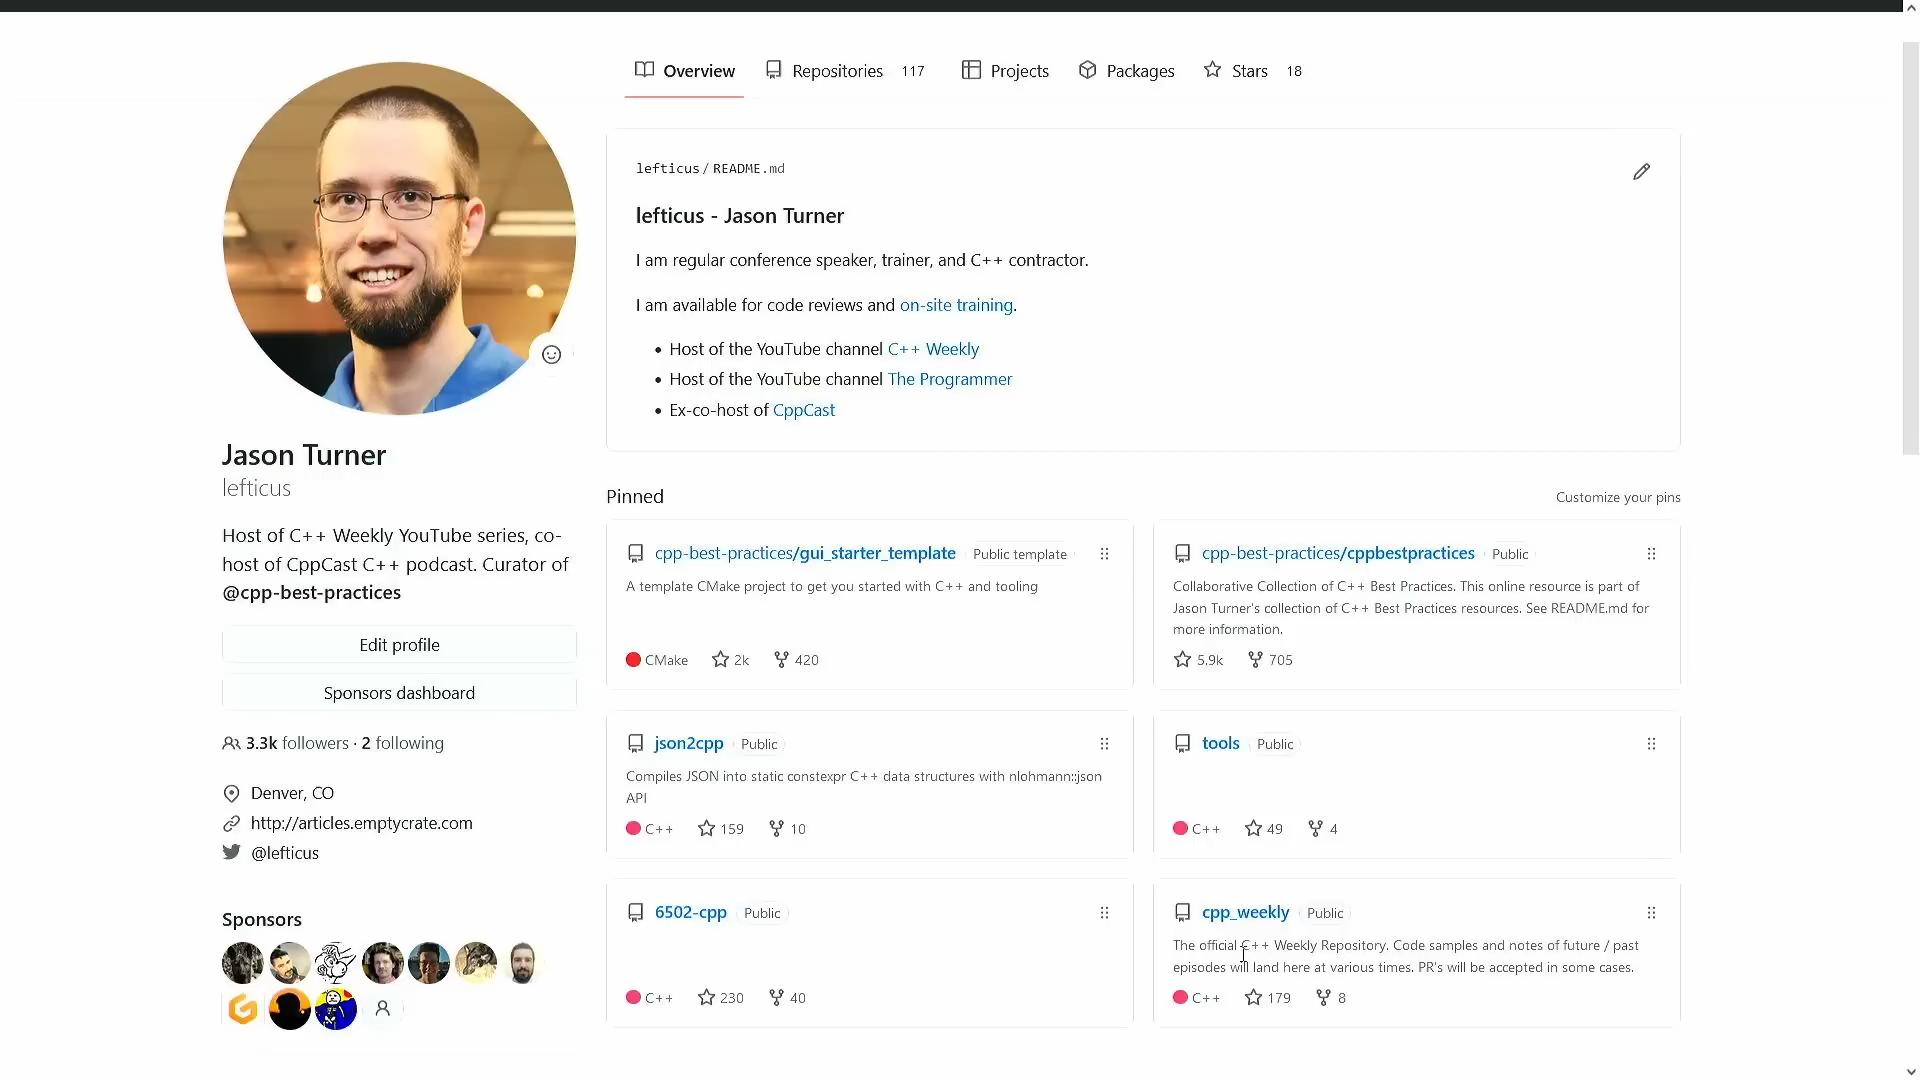 Overview Repositories 117 Projects Packages Stars 18
lefticus/README.md
lefticus - Jason Turner
I am regular conference speaker, trainer, and C++ contractor.
I am available for code reviews and on-site training.
• Host of the YouTube channel C++ Weekly
• Host of the YouTube channel The Programmer
• Ex-co-host of CppCast
Jason Turner
lefticus
Host of C++ Weekly YouTube series, co-
host of CppCast C++ podcast. Curator of
@cpp-best-practices
Edit profile
Sponsors dashboard
3.3k followers · 2 following
Denver, CO
http://articles.emptycrate.com
@lefticus
Sponsors
Pinned
Customize your pins
cpp-best-practices/gui_starter_template Public template
A template CMake project to get you started with C++ and tooling
CMake 2k 420
cpp-best-practices/cppbestpractices Public
Collaborative Collection of C++ Best Practices. This online resource is part of
Jason Turner's collection of C++ Best Practices resources. See README.md for
more information.
5.9k 705
json2cpp Public
Compiles JSON into static constexpr C++ data structures with nlohmann::json
API
C++ 159 10
tools Public
C++ 49 4
6502-cpp Public
C++ 230 40
cpp_weekly Public
The official C++ Weekly Repository. Code samples and notes of future / past
episodes will land here at various times. PR's will be accepted in some cases.
C++ 179 8